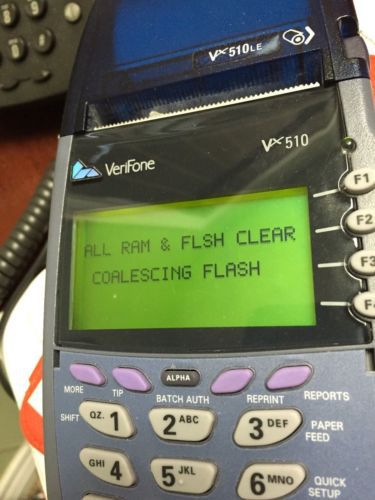 Vx510LE
VeriFone Vx510
F1
F2
F3
ALL RAM & FLSH CLEAR
COALESCING FLASH
MORE TIP ALPHA BATCH AUTH REPRINT REPORTS
SHIFT QZ. 1 2 ABC 3 DEF PAPER FEED
GHI 4 5 JKL 6 MNO QUICK SETUP